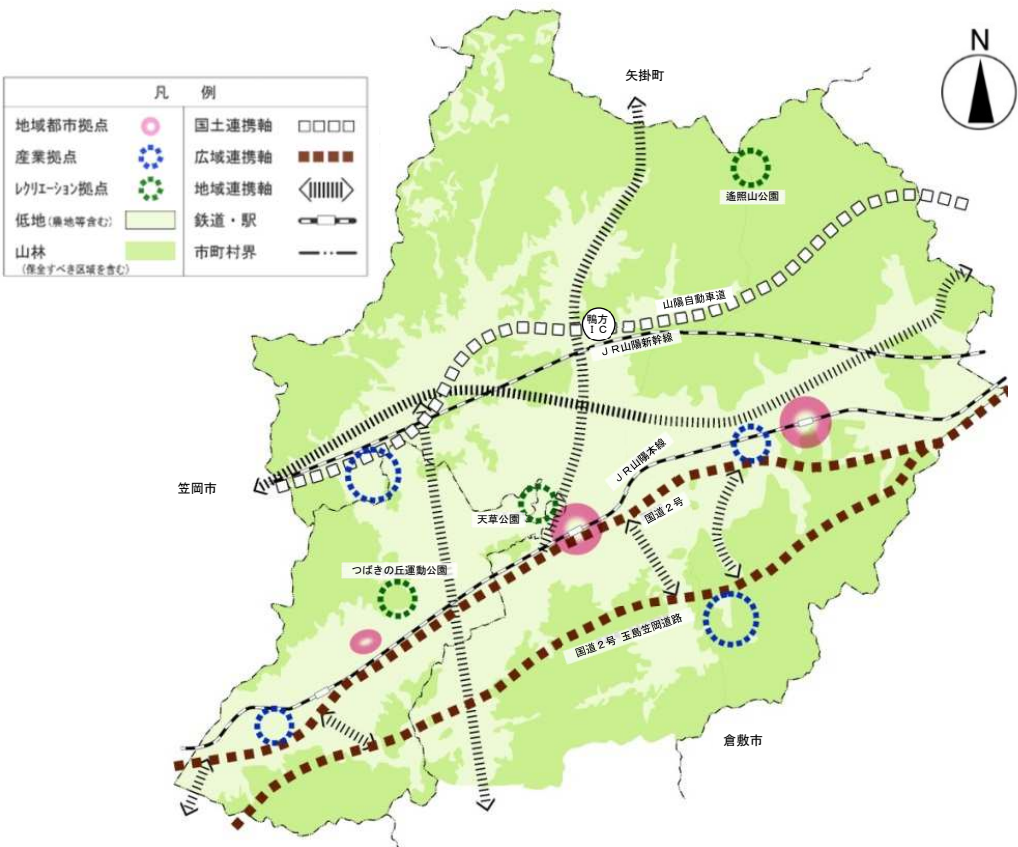 凡 例
地域都市拠点
産業拠点
レクリエーション拠点
低地(農地等含む)
山林
(保全すべき区域を含む)
国土連携軸
広域連携軸
地域連携軸
鉄道・駅
市町村界
N
矢掛町
遙照山公園
山陽自動車道
鴨方
IC
JR山陽新幹線
JR山陽本線
笠岡市
天草公園
国道2号
つばきの丘運動公園
国道2号 玉島笠岡道路
倉敷市